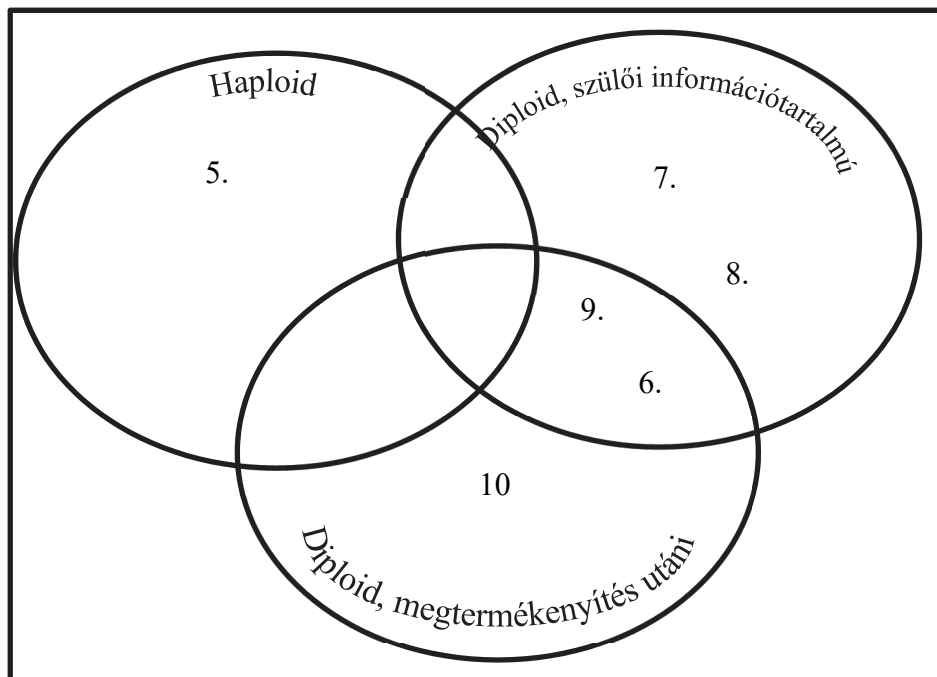 Haploid
Diploid, szülői információtartalmú
5.
7.
8.
9.
6.
10
Diploid, megtermékenyítés utáni